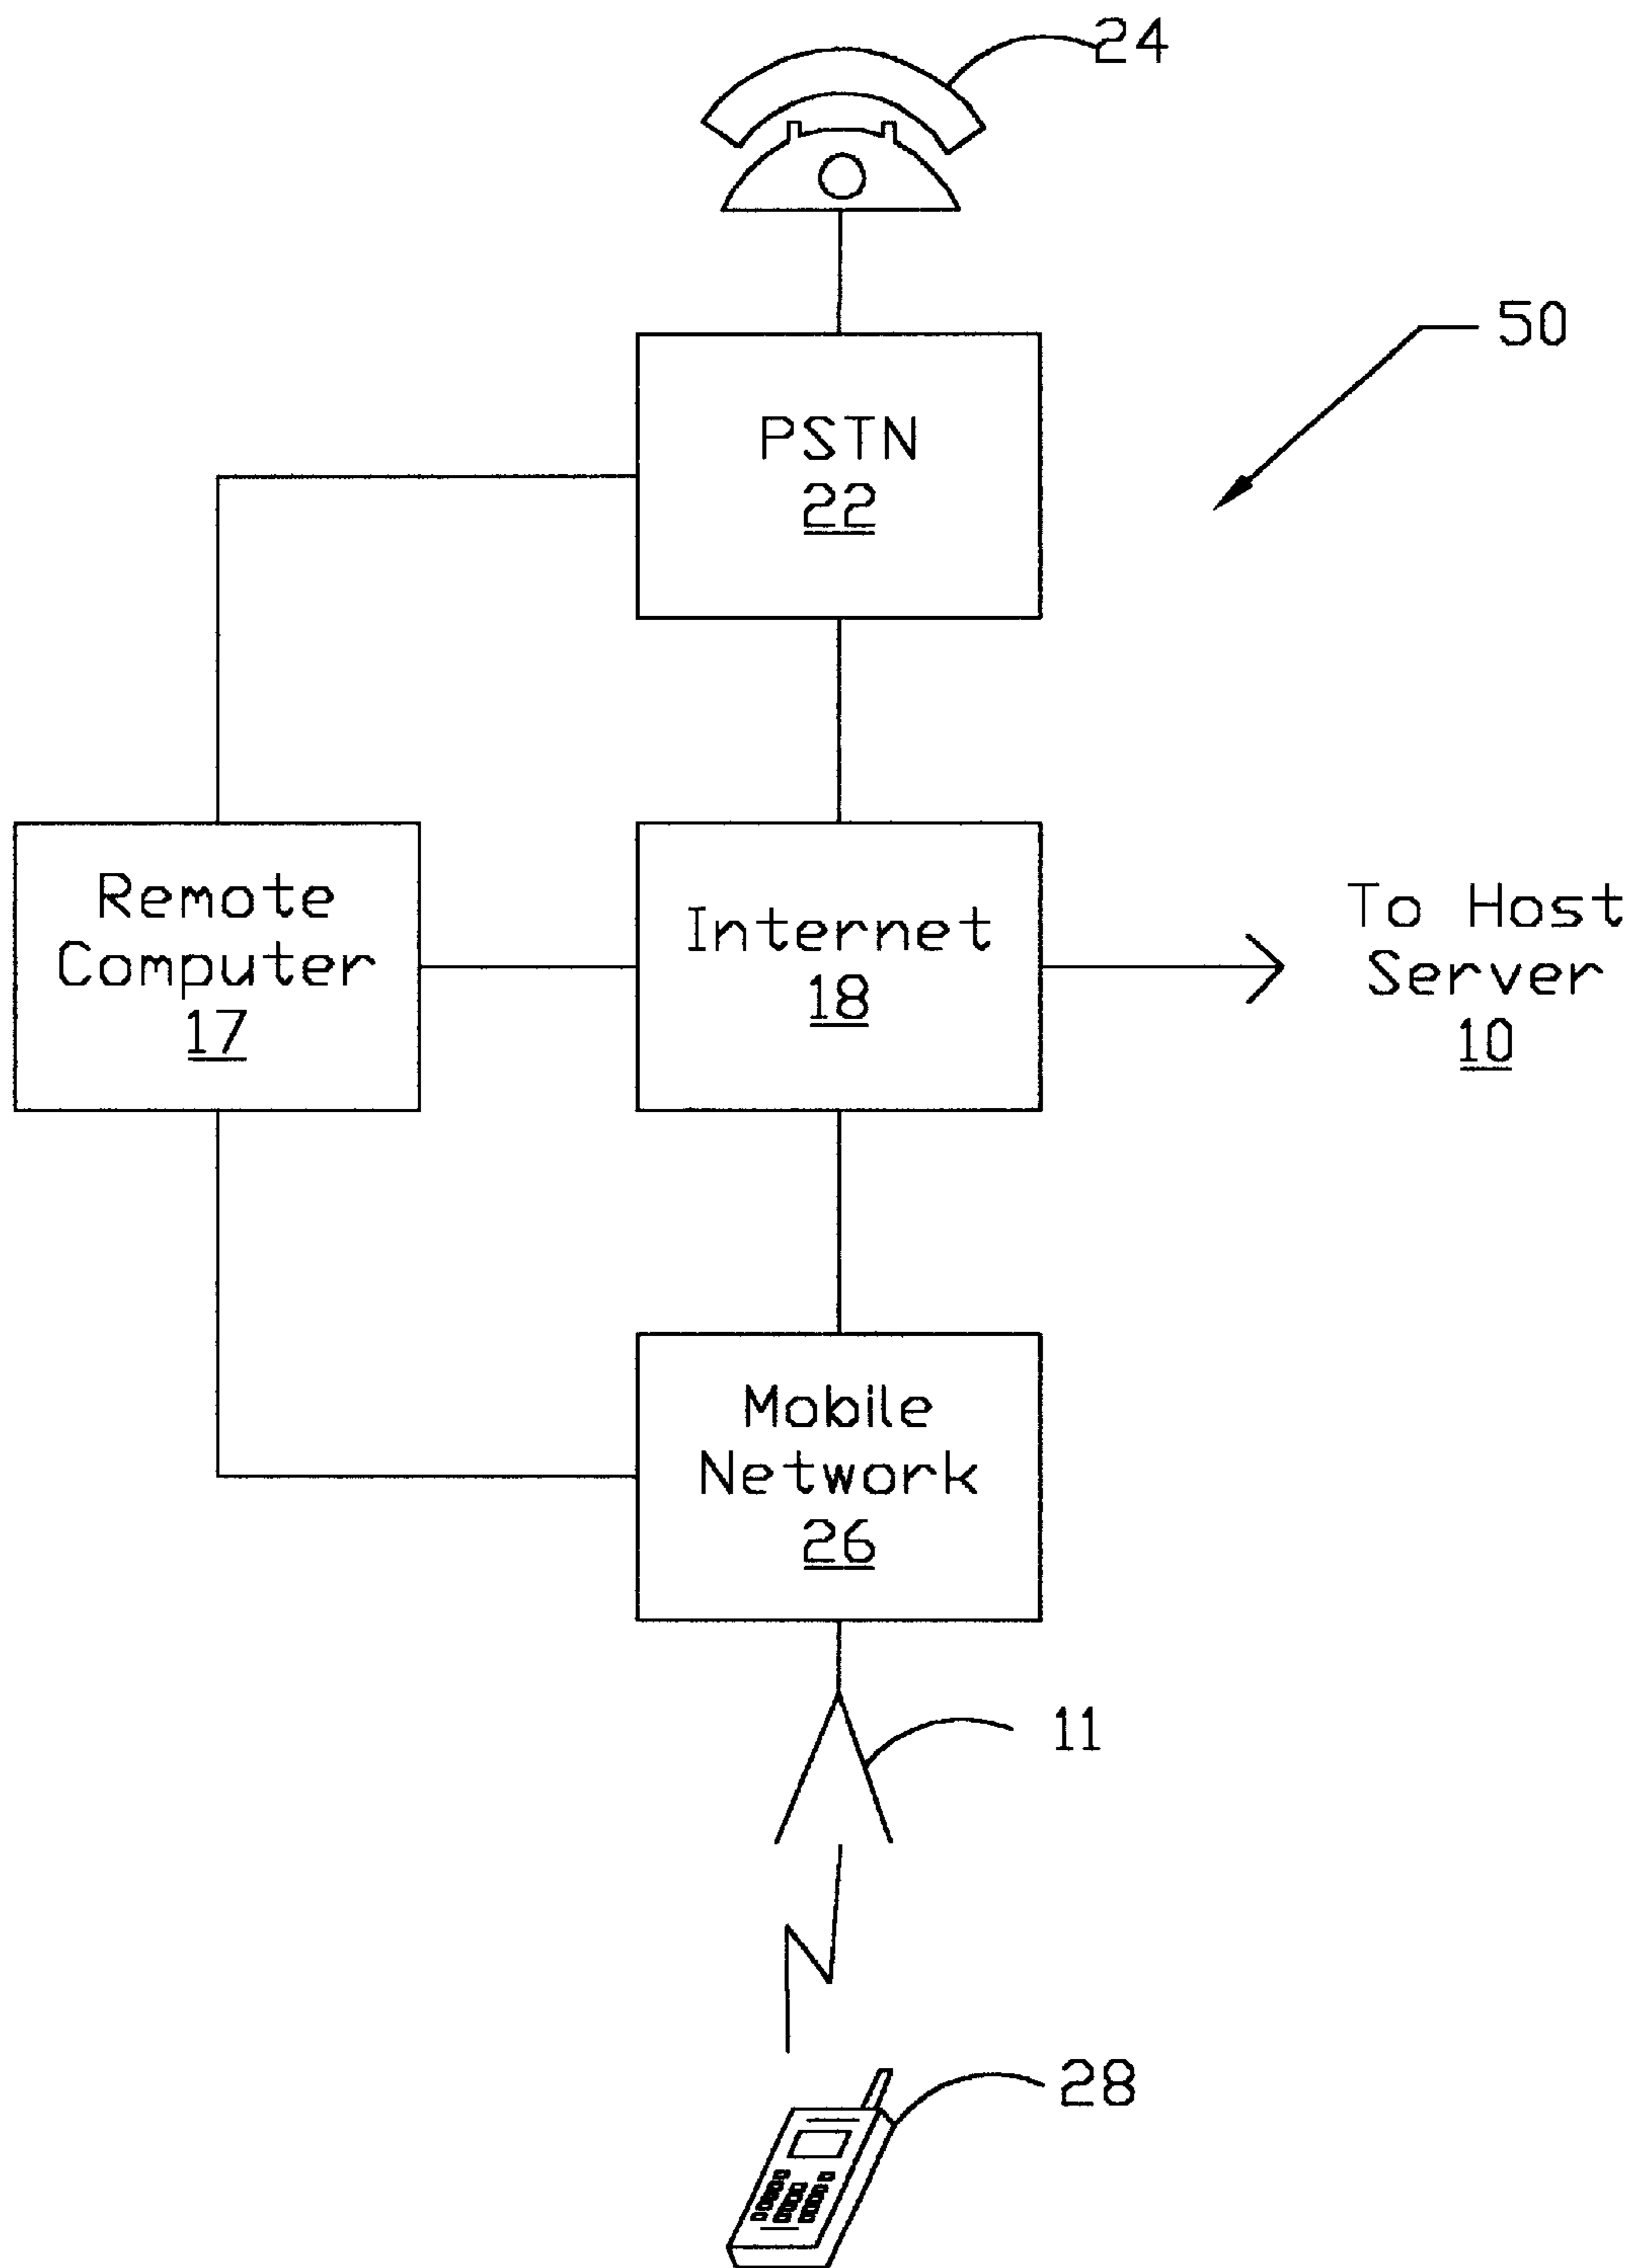 24
50
PSTN
22
Remote
Computer
17
Internet
18
To Host
Server
10
Mobile
Network
26
11
28